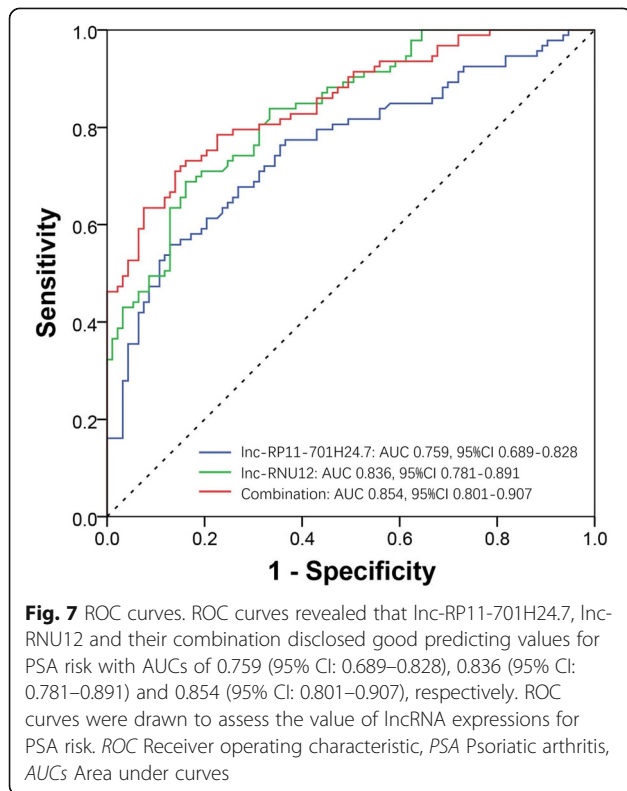 1.0
0.8
0.6
0.4
0.2
0.0
Sensitivity
lnc-RP11-701H24.7: AUC 0.759, 95%CI 0.689-0.828
lnc-RNU12: AUC 0.836, 95%CI 0.781-0.891
Combination: AUC 0.854, 95%CI 0.801-0.907
0.0 0.2 0.4 0.6 0.8 1.0
1 - Specificity
Fig. 7 ROC curves. ROC curves revealed that lnc-RP11-701H24.7, lnc-
RNU12 and their combination disclosed good predicting values for
PSA risk with AUCs of 0.759 (95% CI: 0.689–0.828), 0.836 (95% CI:
0.781–0.891) and 0.854 (95% CI: 0.801–0.907), respectively. ROC
curves were drawn to assess the value of lncRNA expressions for
PSA risk. ROC Receiver operating characteristic, PSA Psoriatic arthritis,
AUCs Area under curves